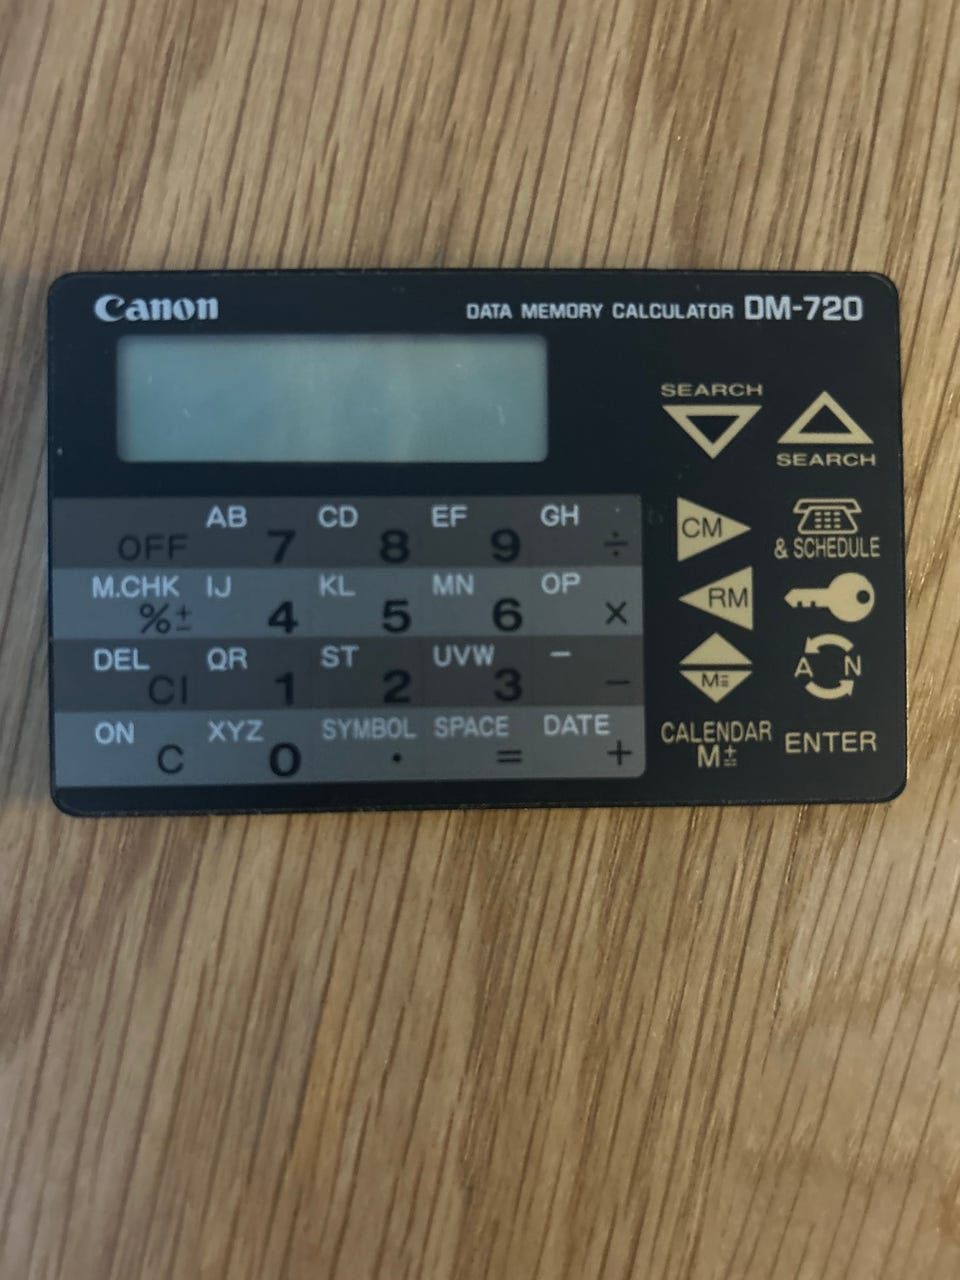 Canon DATA MEMORY CALCULATOR DM-720
SEARCH
SEARCH
AB CD EF GH
OFF 7 8 9 ÷
CM
& SCHEDULE
M.CHK IJ KL MN OP
%± 4 5 6 ×
RM
DEL QR ST UVW –
CI 1 2 3 −
M= A N
ON XYZ SYMBOL SPACE DATE
C 0 . = +
CALENDAR ENTER
M±